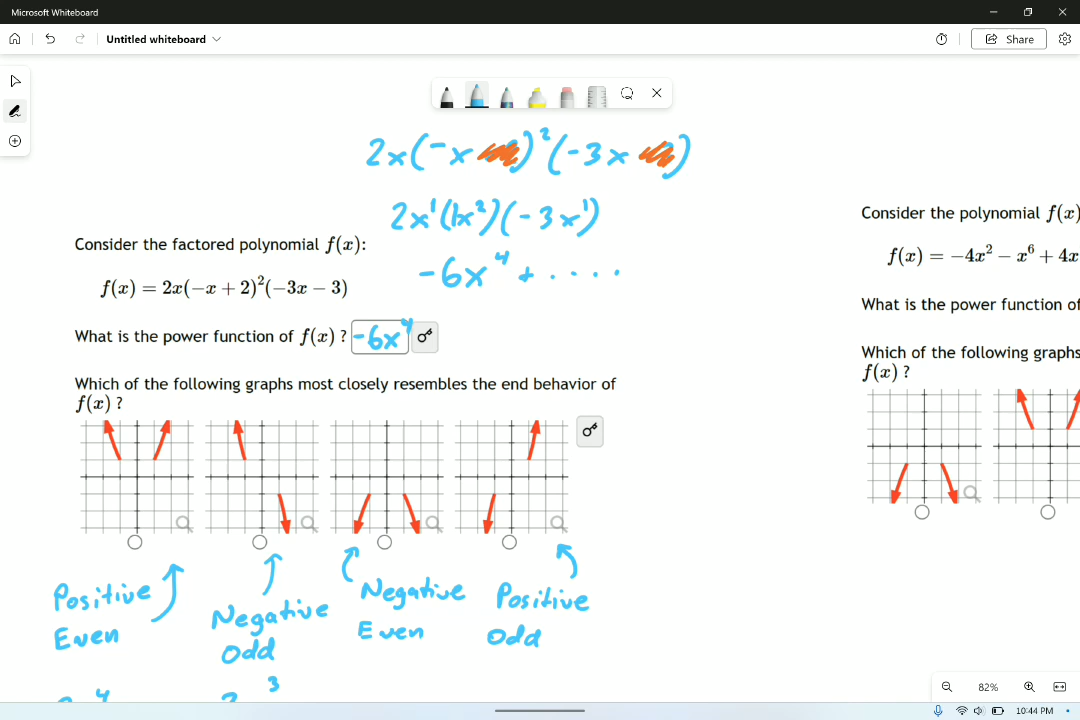 Microsoft Whiteboard
Untitled whiteboard
Share
2x(-x )²(-3x )
2x¹(1x²)(-3x¹)
-6x⁴ + .....
Consider the factored polynomial f(x):
f(x) = 2x(−x + 2)²(−3x − 3)
What is the power function of f(x) ? -6x⁴
Which of the following graphs most closely resembles the end behavior of
f(x) ?
Positive
Even
Negative
Odd
Negative
Even
Positive
Odd
4
3
Consider the polynomial f(x)
f(x) = −4x² − x⁶ + 4x
What is the power function of
Which of the following graphs
f(x) ?
82%
10:44 PM